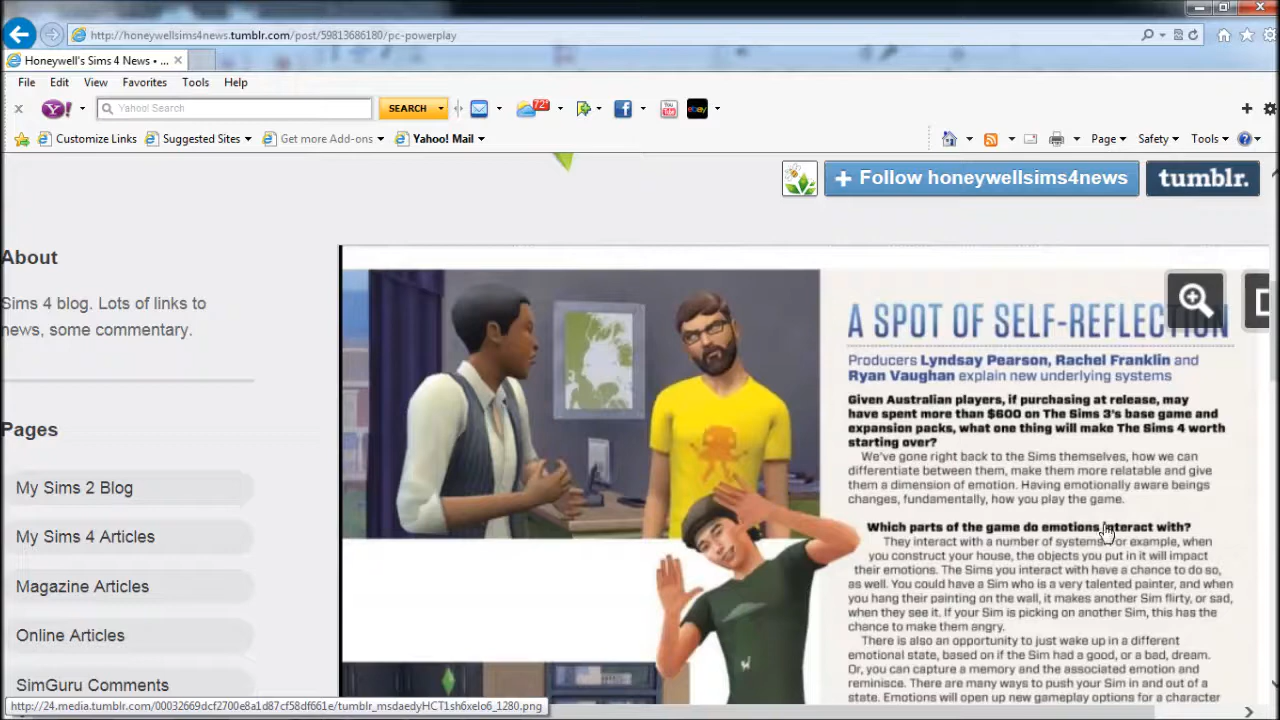 http://honeywellsims4news.tumblr.com/post/59813686180/pc-powerplay
Honeywell's Sims 4 News • ...
File Edit View Favorites Tools Help
Yahoo! Search SEARCH 72°
Customize Links Suggested Sites Get more Add-ons Yahoo! Mail Page Safety Tools
+ Follow honeywellsims4news tumblr.
About
Sims 4 blog. Lots of links to
news, some commentary.
Pages
My Sims 2 Blog
My Sims 4 Articles
Magazine Articles
Online Articles
SimGuru Comments
A SPOT OF SELF-REFLECTION
Producers Lyndsay Pearson, Rachel Franklin and
Ryan Vaughan explain new underlying systems
Given Australian players, if purchasing at release, may
have spent more than $600 on The Sims 3's base game and
expansion packs, what one thing will make The Sims 4 worth
starting over?
We've gone right back to the Sims themselves, how we can
differentiate between them, make them more relatable and give
them a dimension of emotion. Having emotionally aware beings
changes, fundamentally, how you play the game.
Which parts of the game do emotions interact with?
They interact with a number of systems. For example, when
you construct your house, the objects you put in it will impact
their emotions. The Sims you interact with have a chance to do so,
as well. You could have a Sim who is a very talented painter, and when
you hang their painting on the wall, it makes another Sim flirty, or sad,
when they see it. If your Sim is picking on another Sim, this has the
chance to make them angry.
There is also an opportunity to just wake up in a different
emotional state, based on if the Sim had a good, or a bad, dream.
Or, you can capture a memory and the associated emotion and
reminisce. There are many ways to push your Sim in and out of a
state. Emotions will open up new gameplay options for a character